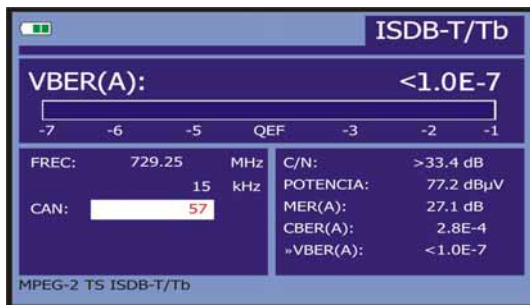 ISDB-T/Tb
VBER(A): <1.0E-7
-7 -6 -5 QEF -3 -2 -1
FREC: 729.25 MHz
15 kHz
CAN: 57
C/N: >33.4 dB
POTENCIA: 77.2 dBµV
MER(A): 27.1 dB
CBER(A): 2.8E-4
»VBER(A): <1.0E-7
MPEG-2 TS ISDB-T/Tb